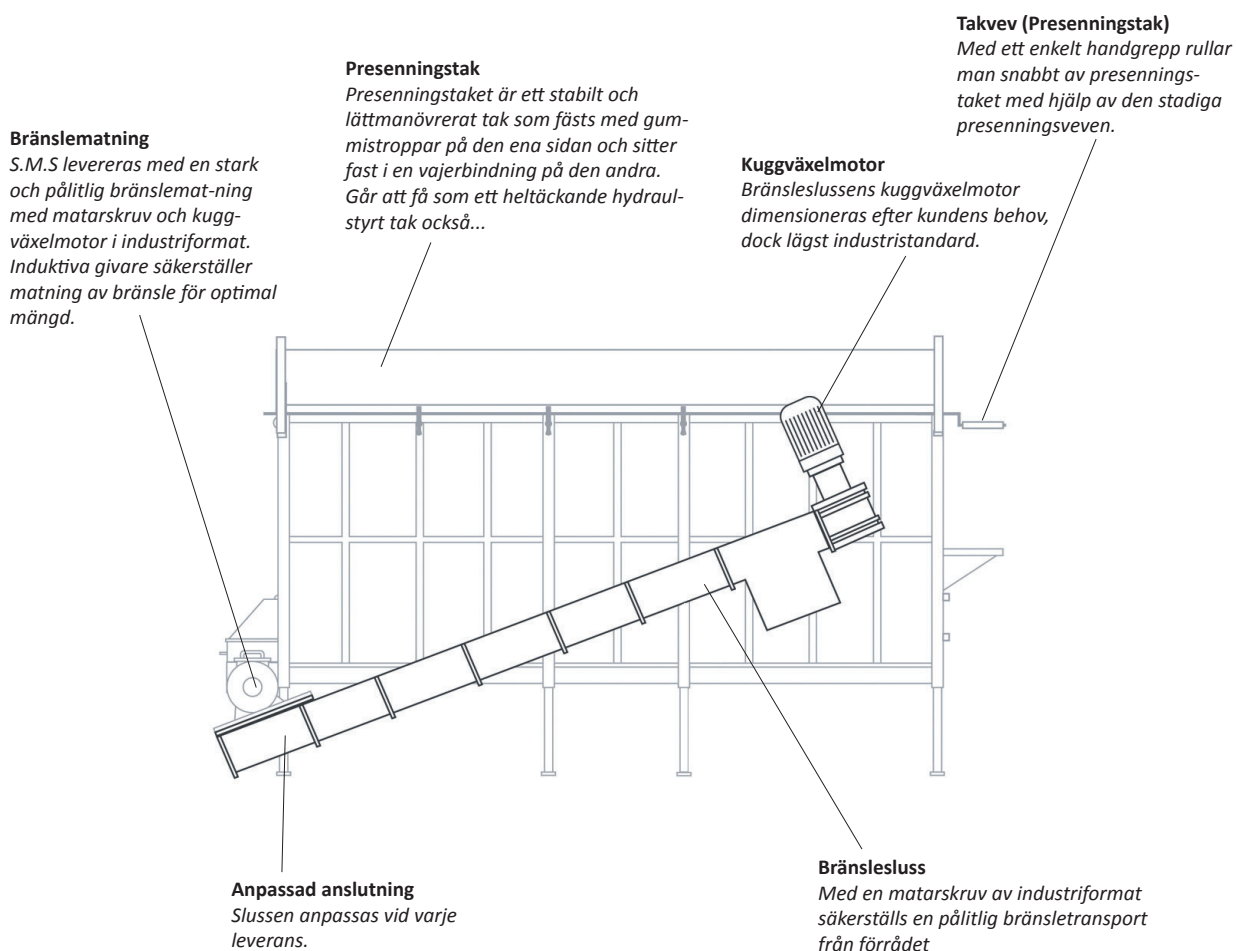 Takvev (Presenningstak)
Med ett enkelt handgrepp rullar
man snabbt av presennings-
taket med hjälp av den stadiga
presenningsveven.
Presenningstak
Presenningstaket är ett stabilt och
lättmanövrerat tak som fästs med gum-
mistroppar på den ena sidan och sitter
fast i en vajerbindning på den andra.
Går att få som ett heltäckande hydraul-
styrt tak också...
Bränslematning
S.M.S levereras med en stark
och pålitlig bränslemat-ning
med matarskruv och kugg-
växelmotor i industriformat.
Induktiva givare säkerställer
matning av bränsle för optimal
mängd.
Kuggväxelmotor
Bränsleslussens kuggväxelmotor
dimensioneras efter kundens behov,
dock lägst industristandard.
Anpassad anslutning
Slussen anpassas vid varje
leverans.
Bränslesluss
Med en matarskruv av industriformat
säkerställs en pålitlig bränsletransport
från förrådet